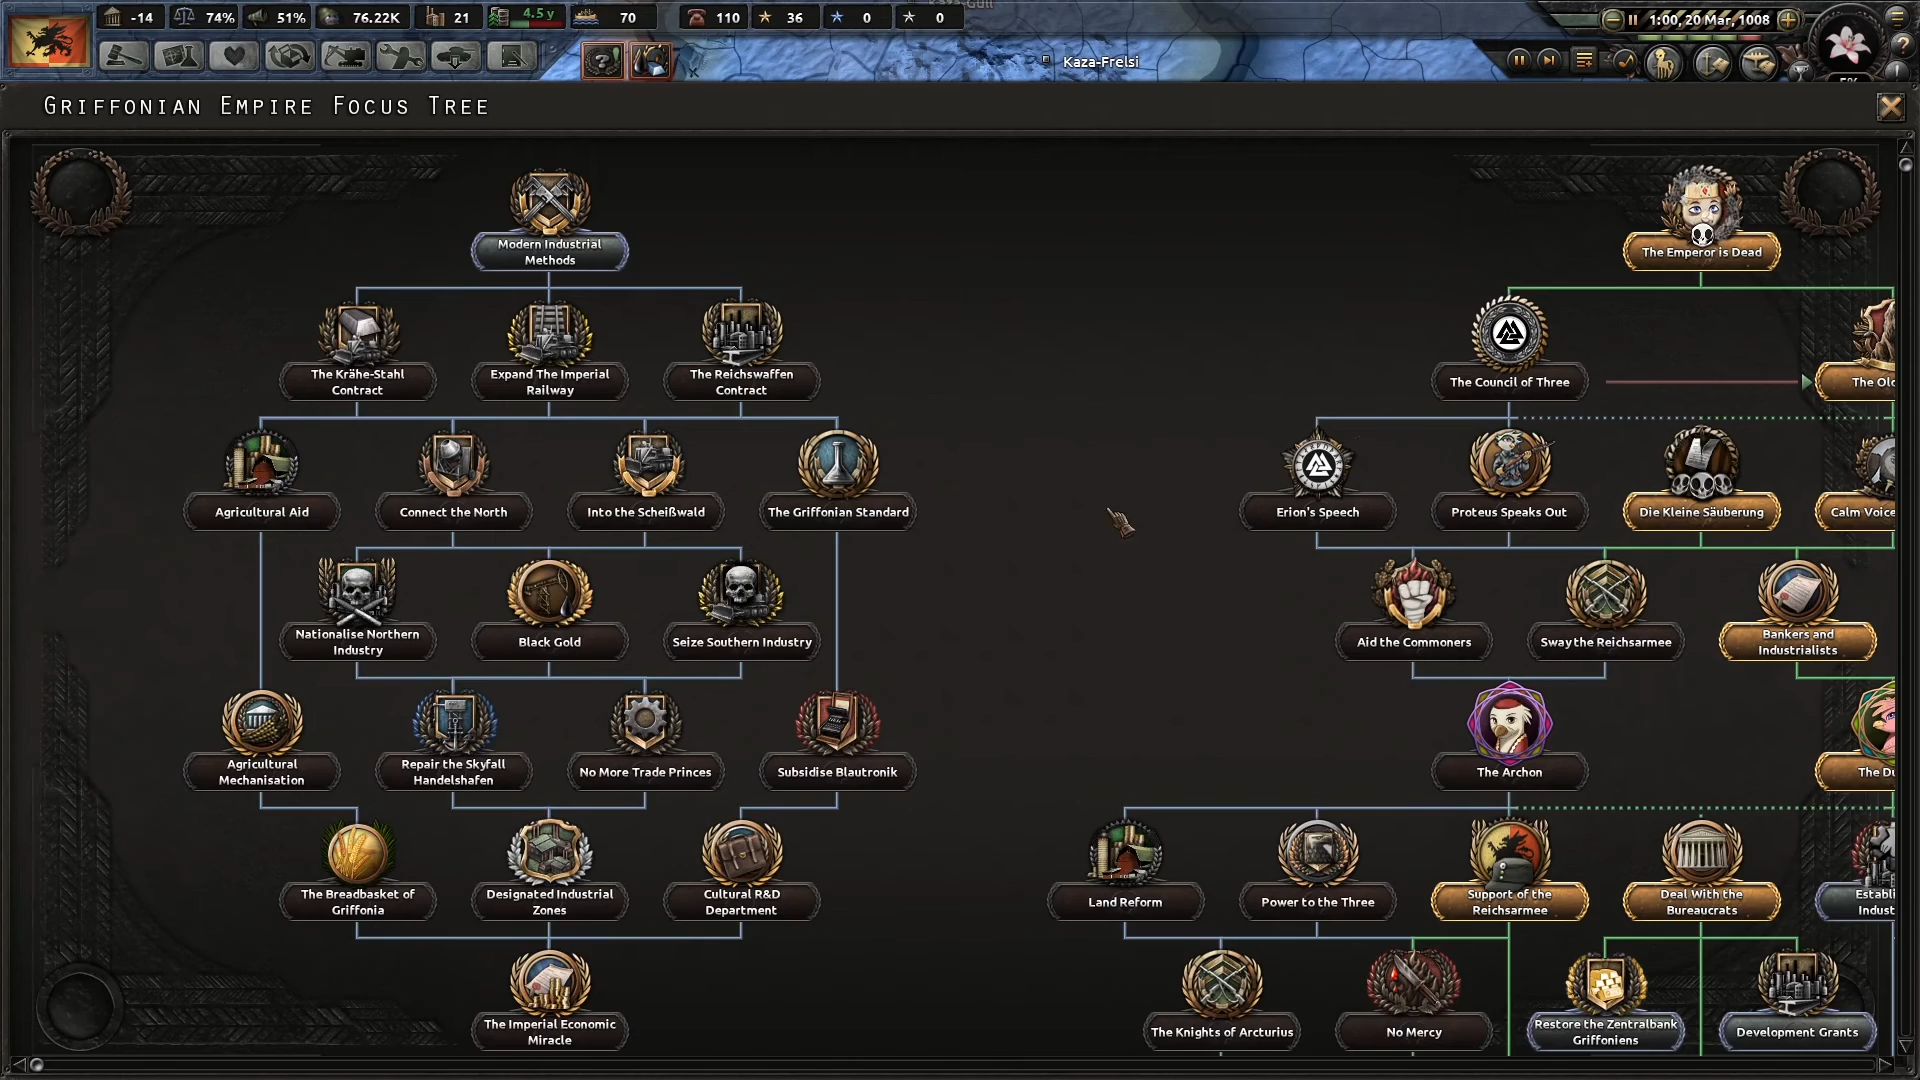 Kaza-Gull
-14
74%
51%
76.22K
21
4.5 y
70
110
36
0
0
1:00, 20 Mar, 1008
Kaza-Frelsi
5%
Griffonian Empire Focus Tree
Modern Industrial
Methods
The Emperor is Dead
The Krähe-Stahl
Contract
Expand The Imperial
Railway
The Reichswaffen
Contract
The Council of Three
The Old
Agricultural Aid
Connect the North
Into the Scheißwald
The Griffonian Standard
Erion's Speech
Proteus Speaks Out
Die Kleine Säuberung
Calm Voice
Nationalise Northern
Industry
Black Gold
Seize Southern Industry
Aid the Commoners
Sway the Reichsarmee
Bankers and
Industrialists
Agricultural
Mechanisation
Repair the Skyfall
Handelshafen
No More Trade Princes
Subsidise Blautronik
The Archon
The Du
The Breadbasket of
Griffonia
Designated Industrial
Zones
Cultural R&D
Department
Land Reform
Power to the Three
Support of the
Reichsarmee
Deal With the
Bureaucrats
Establi
Indust
The Imperial Economic
Miracle
The Knights of Arcturius
No Mercy
Restore the Zentralbank
Griffoniens
Development Grants